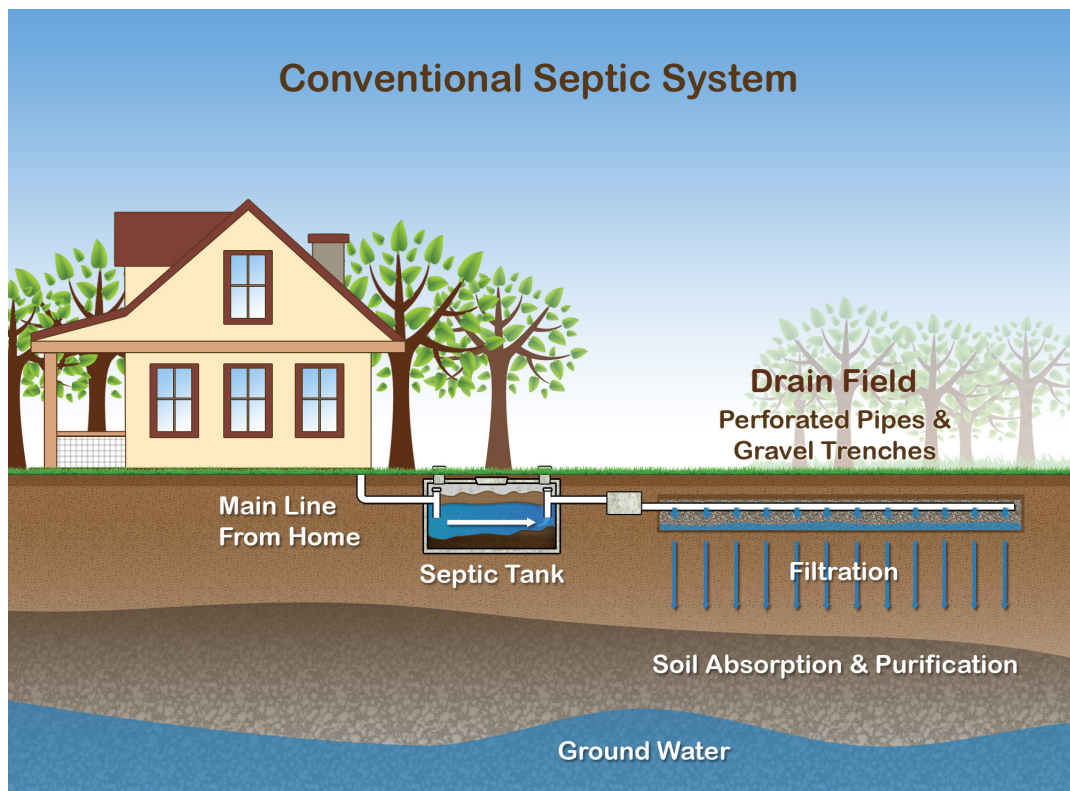 Conventional Septic System
Drain Field
Perforated Pipes &
Gravel Trenches
Main Line
From Home
Septic Tank
Filtration
Soil Absorption & Purification
Ground Water